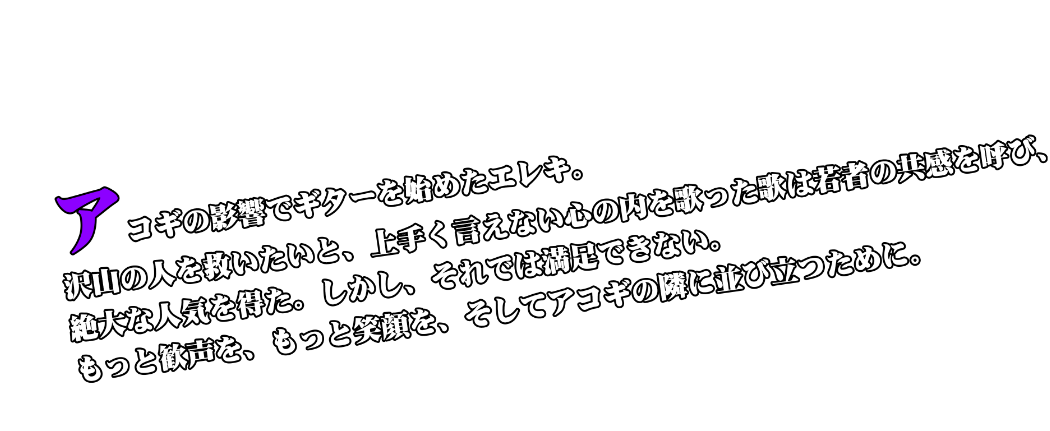 アコギの影響でギターを始めたエレキ。
沢山の人を救いたいと、上手く言えない心の内を歌った歌は若者の共感を呼び、
絶大な人気を得た。しかし、それでは満足できない。
もっと歓声を、もっと笑顔を、そしてアコギの隣に並び立つために。